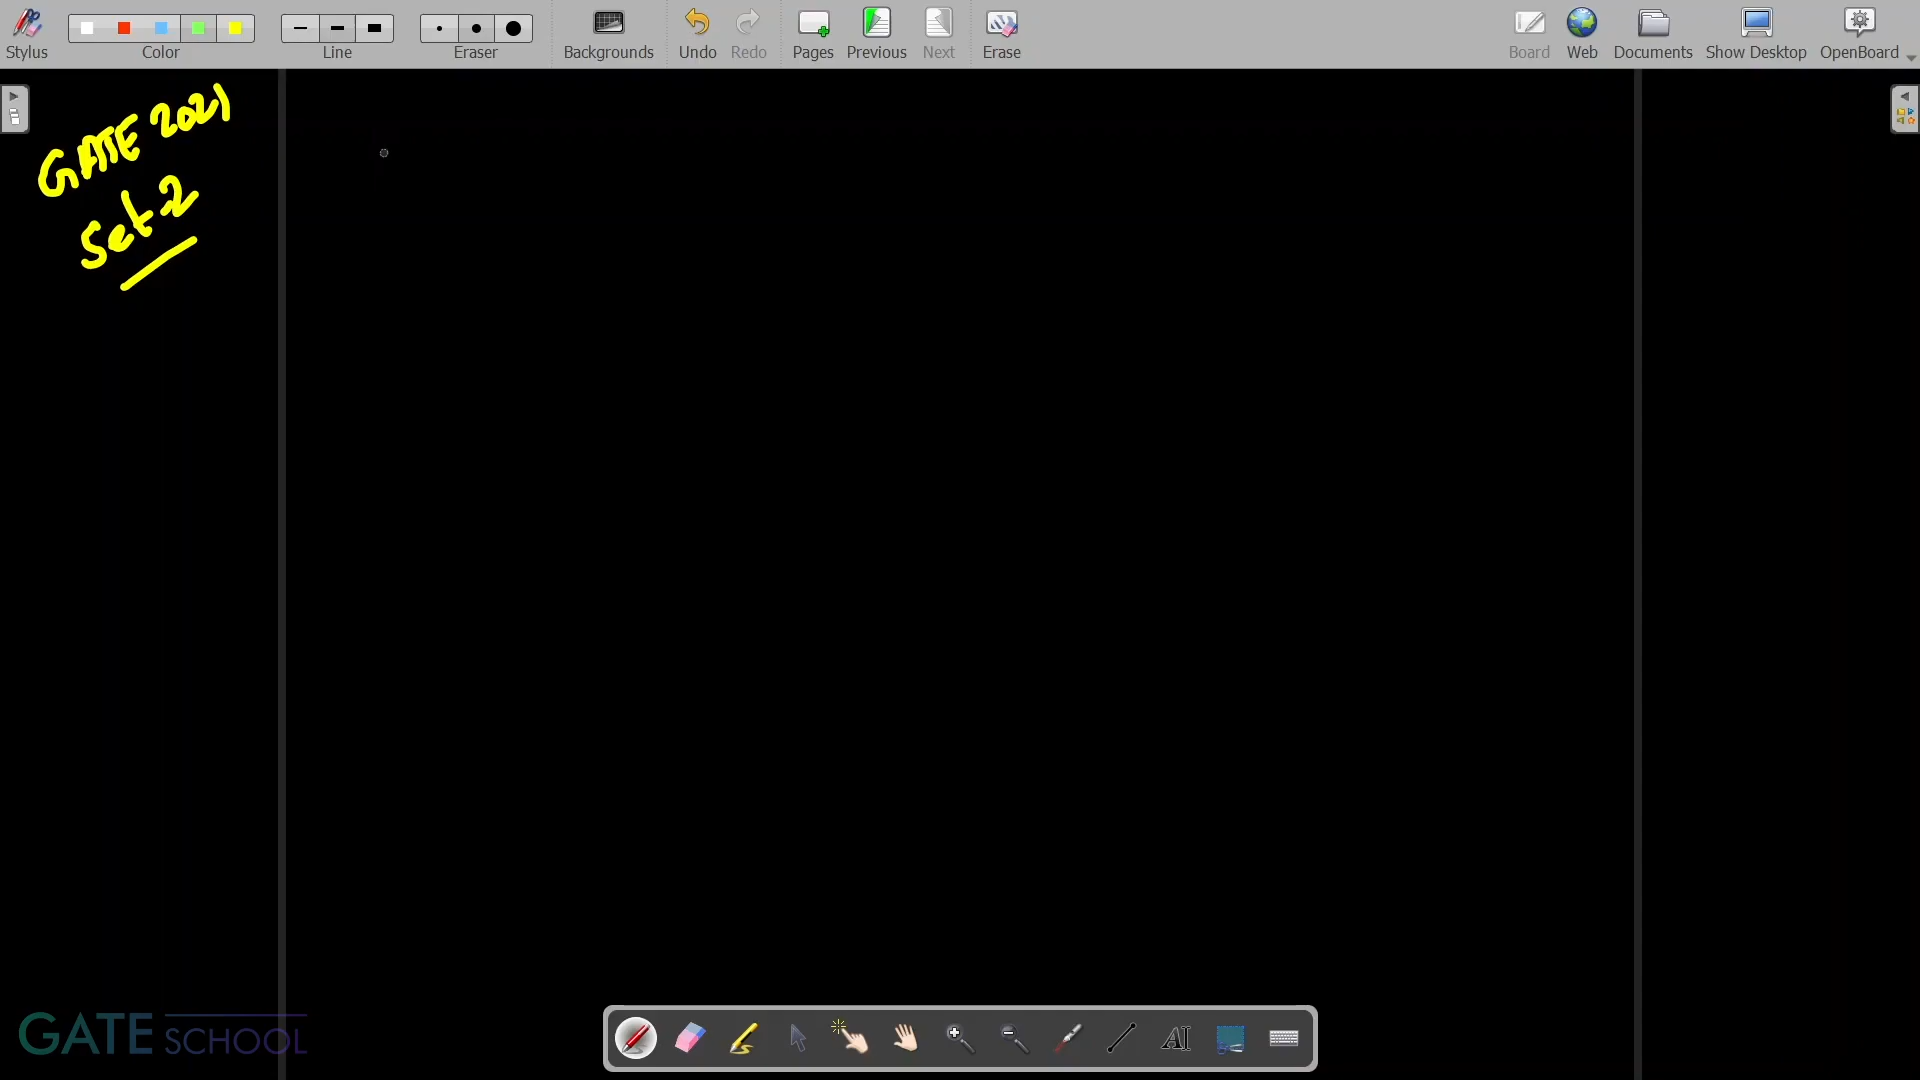 Stylus
Color
Line
Eraser
Backgrounds
Undo
Redo
Pages
Previous
Next
Erase
Board
Web
Documents
Show Desktop
OpenBoard
GATE 2021
Set 2
GATE SCHOOL
AI